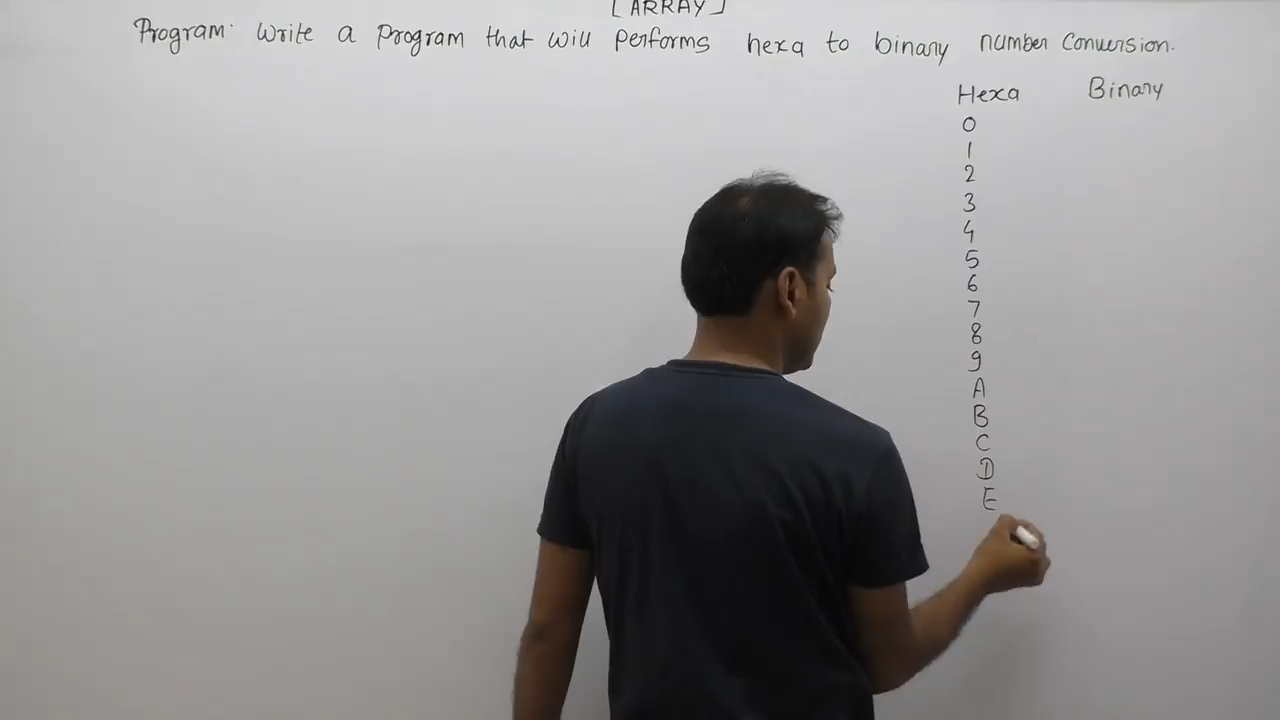 [ARRAY]
Program. Write a program that will performs hexa to binary number Conversion.
Hexa Binary
0
1
2
3
4
5
6
7
8
9
A
B
C
D
E